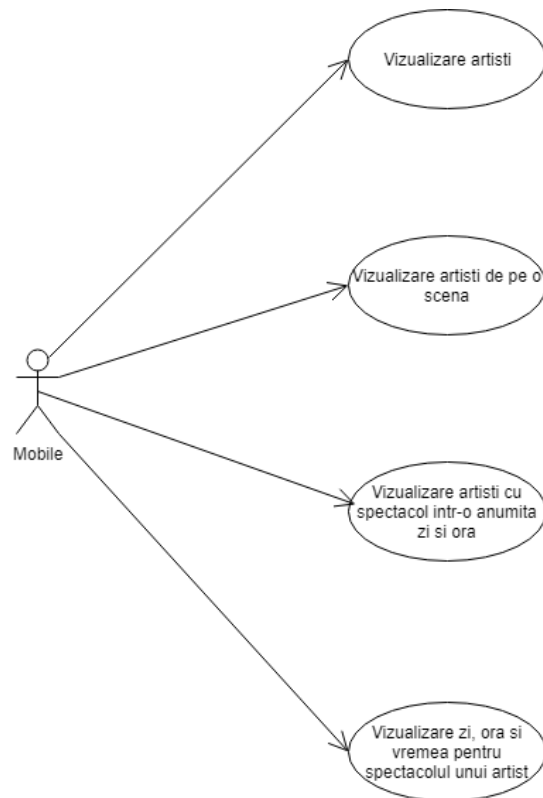 Vizualizare artisti
Vizualizare artisti de pe o
scena
Mobile
Vizualizare artisti cu
spectacol intr-o anumita
zi si ora
Vizualizare zi, ora si
vremea pentru
spectacolul unui artist